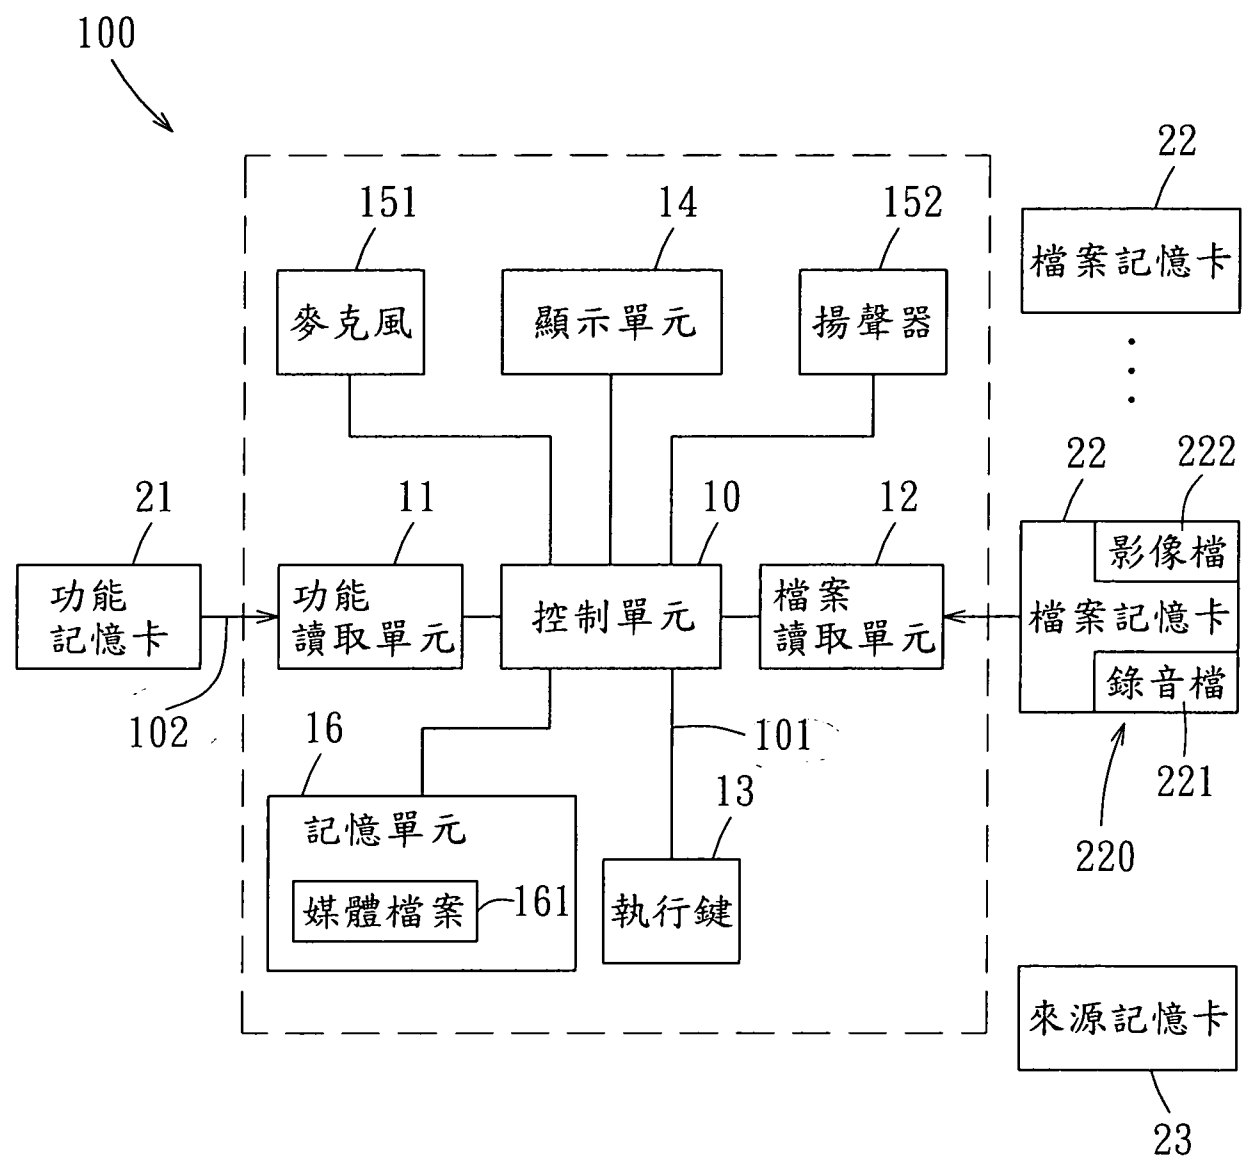 100
22
檔案記憶卡
151
14
152
麥克風
顯示單元
揚聲器
21
11
10
12
22
222
功能
記憶卡
功能
讀取單元
控制單元
檔案
讀取單元
影像檔
檔案記憶卡
錄音檔
102
16
101
13
221
220
記憶單元
媒體檔案
161
執行鍵
來源記憶卡
23